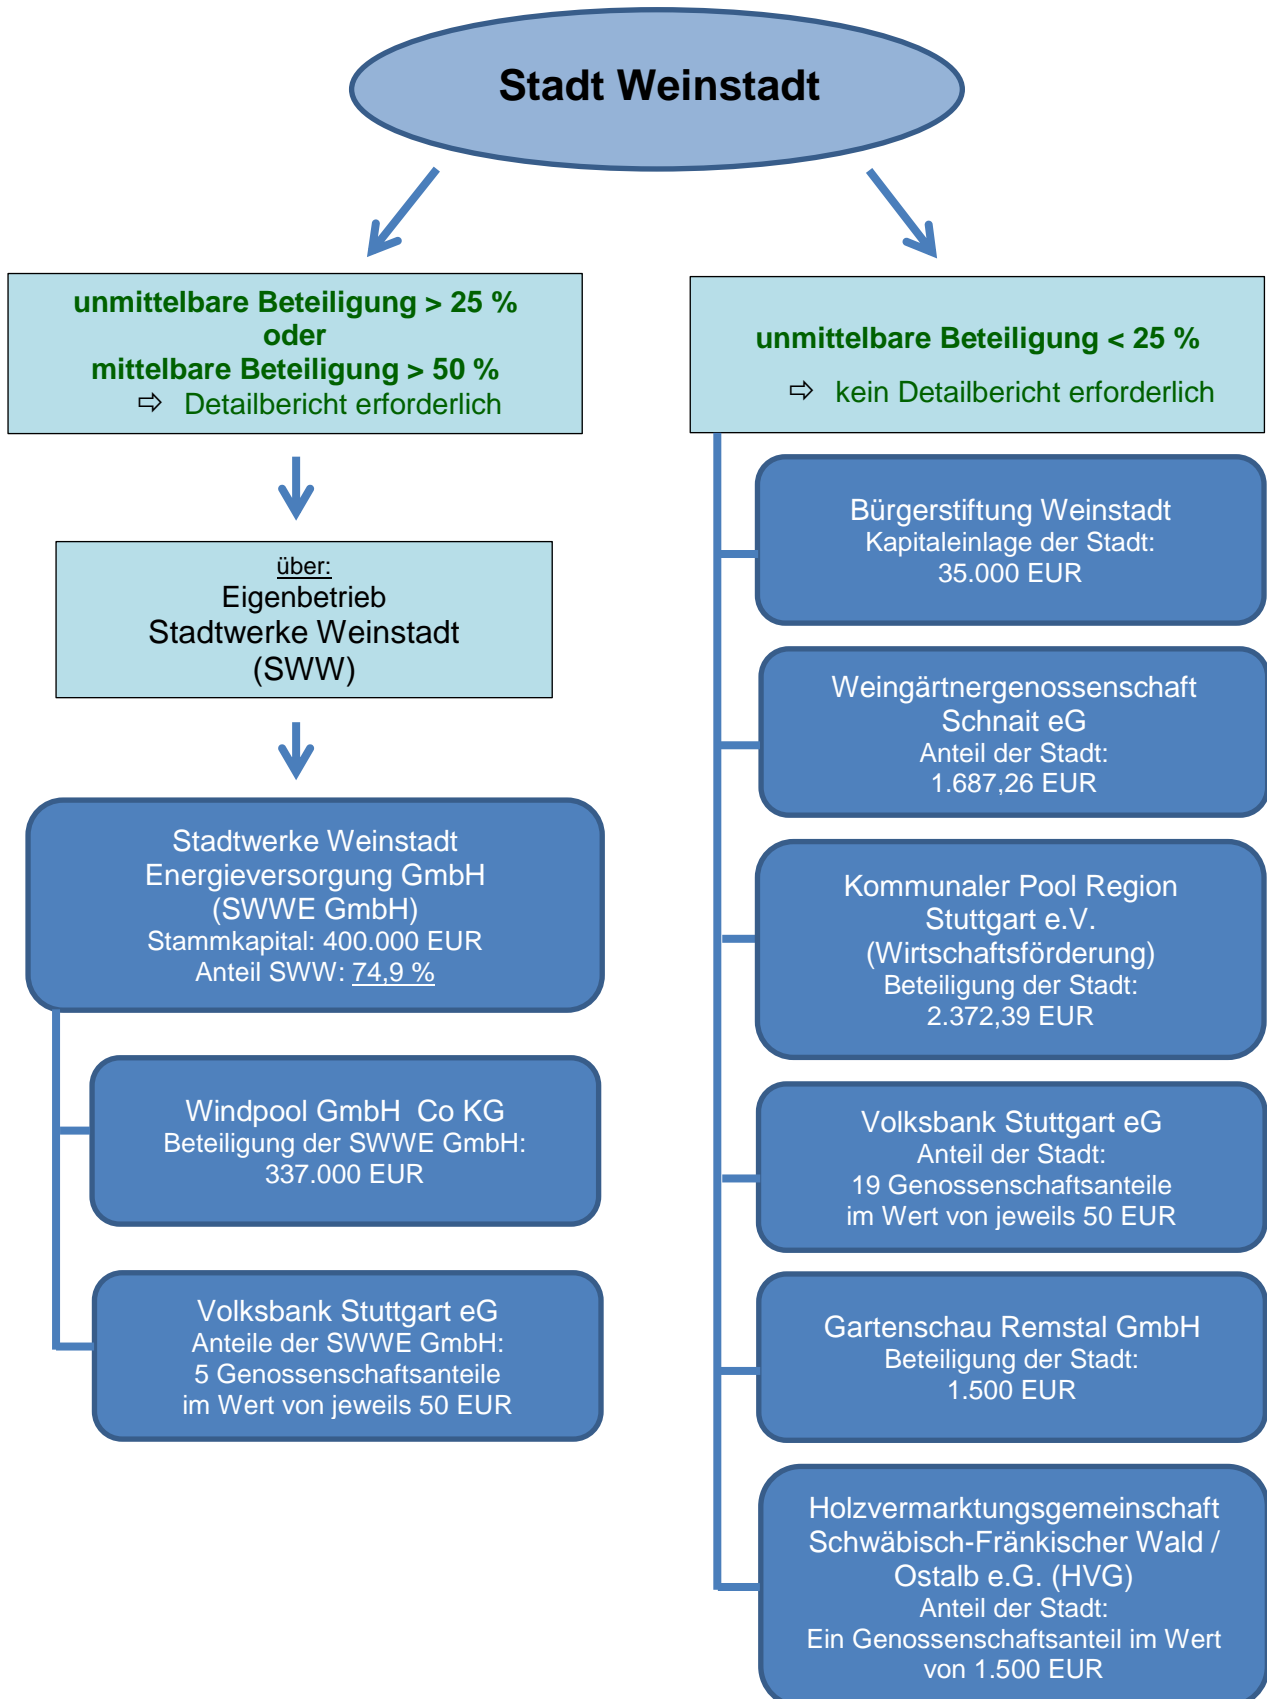 Stadt Weinstadt
unmittelbare Beteiligung > 25 %
oder
mittelbare Beteiligung > 50 %
⇨ Detailbericht erforderlich
über:
Eigenbetrieb
Stadtwerke Weinstadt
(SWW)
Stadtwerke Weinstadt
Energieversorgung GmbH
(SWWE GmbH)
Stammkapital: 400.000 EUR
Anteil SWW: 74,9 %
Windpool GmbH Co KG
Beteiligung der SWWE GmbH:
337.000 EUR
Volksbank Stuttgart eG
Anteile der SWWE GmbH:
5 Genossenschaftsanteile
im Wert von jeweils 50 EUR
unmittelbare Beteiligung < 25 %
⇨ kein Detailbericht erforderlich
Bürgerstiftung Weinstadt
Kapitaleinlage der Stadt:
35.000 EUR
Weingärtnergenossenschaft
Schnait eG
Anteil der Stadt:
1.687,26 EUR
Kommunaler Pool Region
Stuttgart e.V.
(Wirtschaftsförderung)
Beteiligung der Stadt:
2.372,39 EUR
Volksbank Stuttgart eG
Anteil der Stadt:
19 Genossenschaftsanteile
im Wert von jeweils 50 EUR
Gartenschau Remstal GmbH
Beteiligung der Stadt:
1.500 EUR
Holzvermarktungsgemeinschaft
Schwäbisch-Fränkischer Wald /
Ostalb e.G. (HVG)
Anteil der Stadt:
Ein Genossenschaftsanteil im Wert
von 1.500 EUR